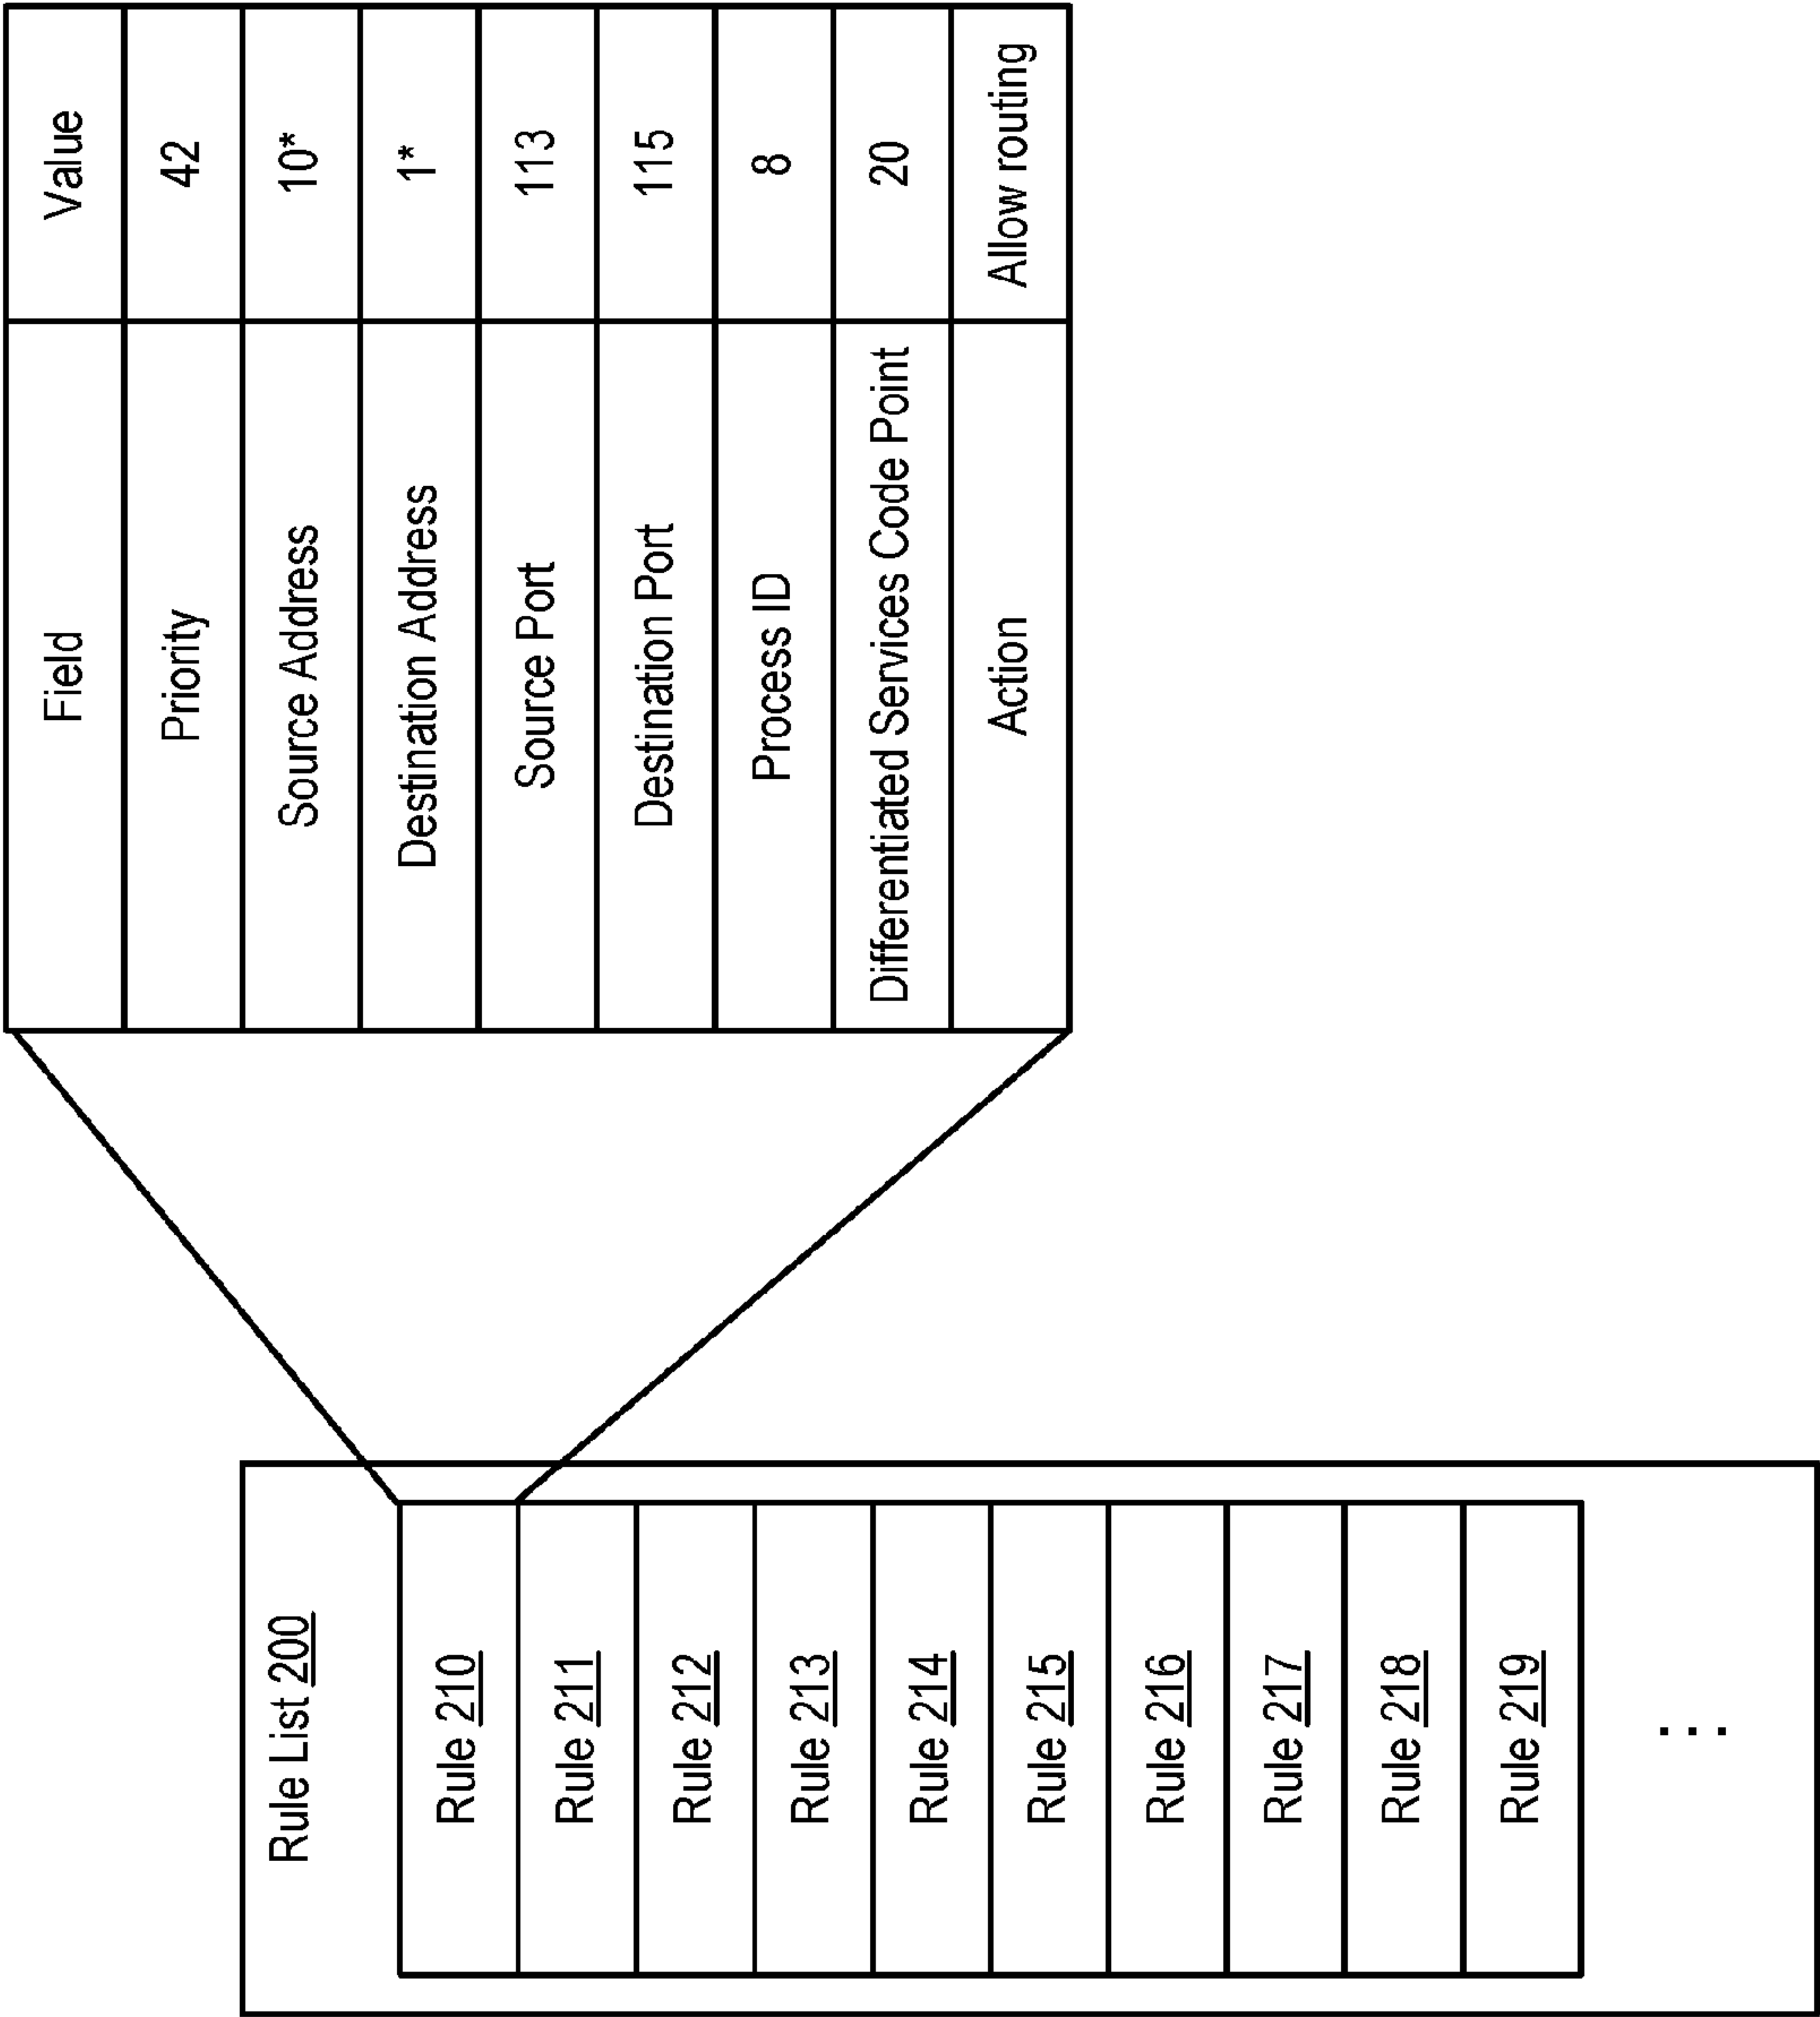 Rule List 200
Rule 210
Rule 211
Rule 212
Rule 213
Rule 214
Rule 215
Rule 216
Rule 217
Rule 218
Rule 219
...
Field Value
Priority 42
Source Address 10*
Destination Address 1*
Source Port 113
Destination Port 115
Process ID 8
Differentiated Services Code Point 20
Action Allow routing